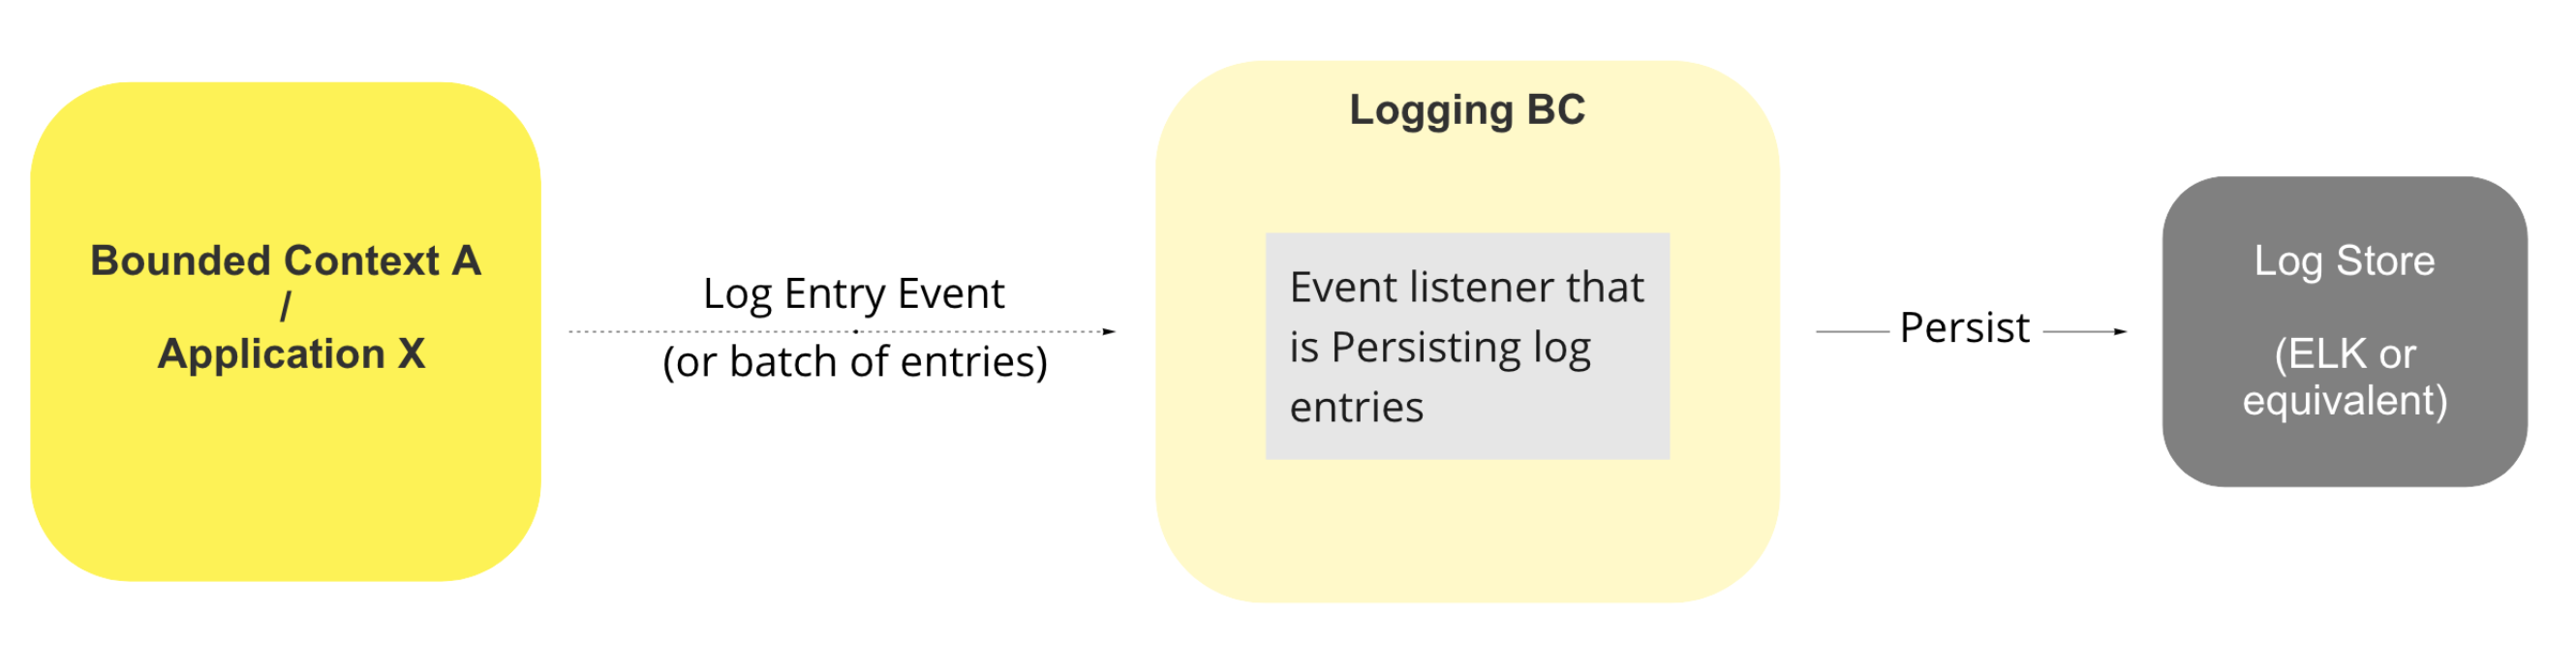 Bounded Context A
/
Application X
Log Entry Event
(or batch of entries)
Logging BC
Event listener that
is Persisting log
entries
Persist
Log Store
(ELK or
equivalent)